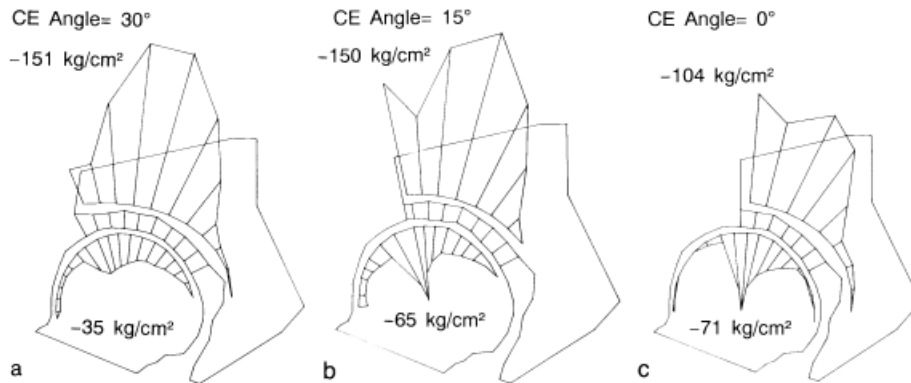 CE Angle= 30°
−151 kg/cm²
−35 kg/cm²
a
CE Angle= 15°
−150 kg/cm²
−65 kg/cm²
b
CE Angle= 0°
−104 kg/cm²
−71 kg/cm²
c